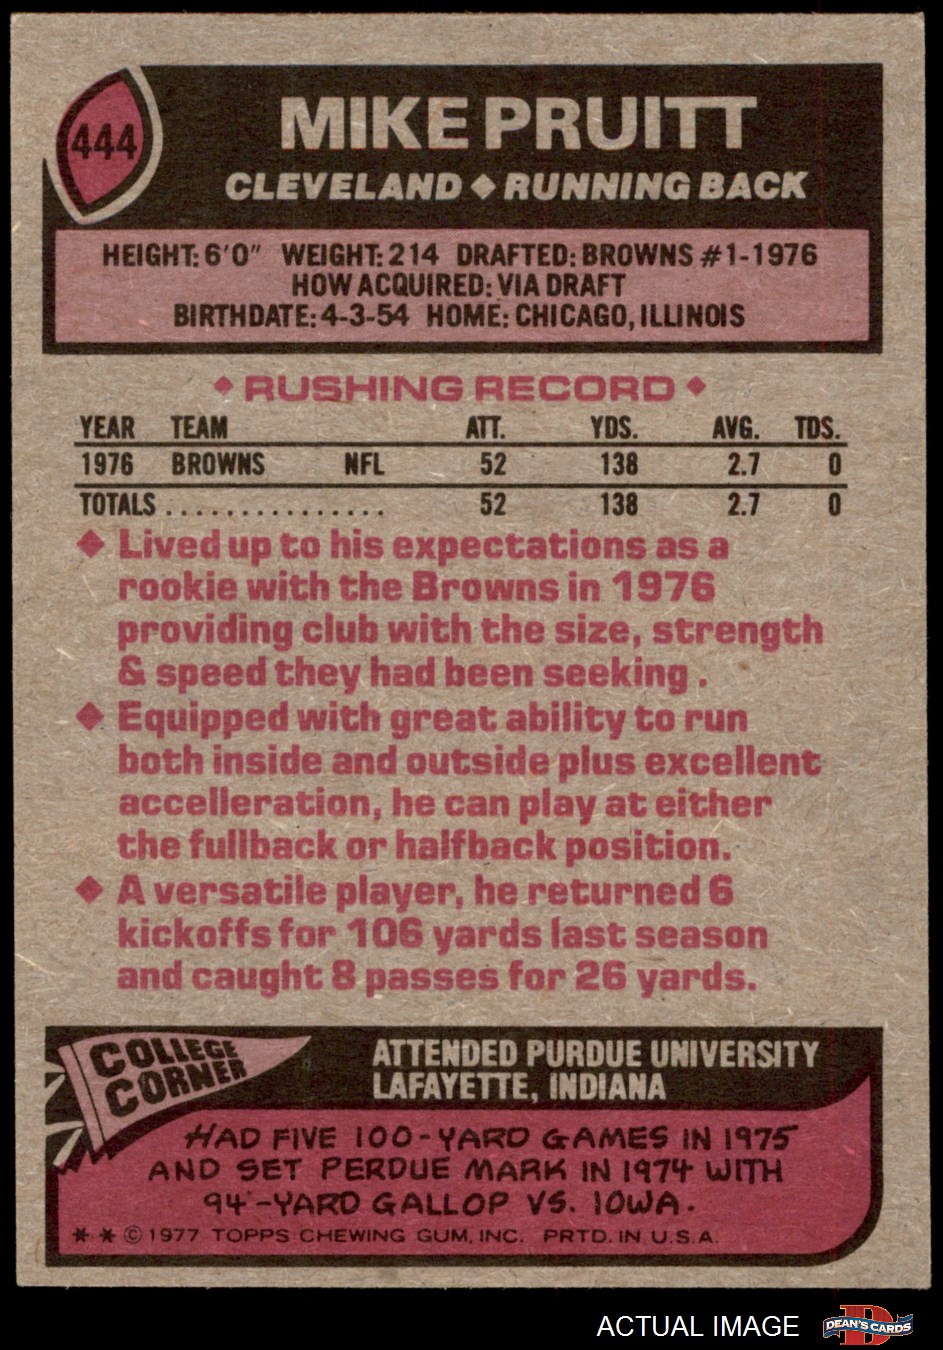 444
MIKE PRUITT
CLEVELAND ◆ RUNNING BACK
HEIGHT: 6'0" WEIGHT: 214 DRAFTED: BROWNS #1-1976
HOW ACQUIRED: VIA DRAFT
BIRTHDATE: 4-3-54 HOME: CHICAGO, ILLINOIS
◆ RUSHING RECORD ◆
YEAR TEAM ATT. YDS. AVG. TDS.
1976 BROWNS NFL 52 138 2.7 0
TOTALS ............... 52 138 2.7 0
◆ Lived up to his expectations as a
rookie with the Browns in 1976
providing club with the size, strength
& speed they had been seeking .
◆ Equipped with great ability to run
both inside and outside plus excellent
accelleration, he can play at either
the fullback or halfback position.
◆ A versatile player, he returned 6
kickoffs for 106 yards last season
and caught 8 passes for 26 yards.
COLLEGE
CORNER
ATTENDED PURDUE UNIVERSITY
LAFAYETTE, INDIANA
HAD FIVE 100-YARD GAMES IN 1975
AND SET PERDUE MARK IN 1974 WITH
94-YARD GALLOP VS. IOWA.
* * © 1977 TOPPS CHEWING GUM, INC. PRTD. IN U.S.A.
ACTUAL IMAGE
D
DEAN'S CARDS